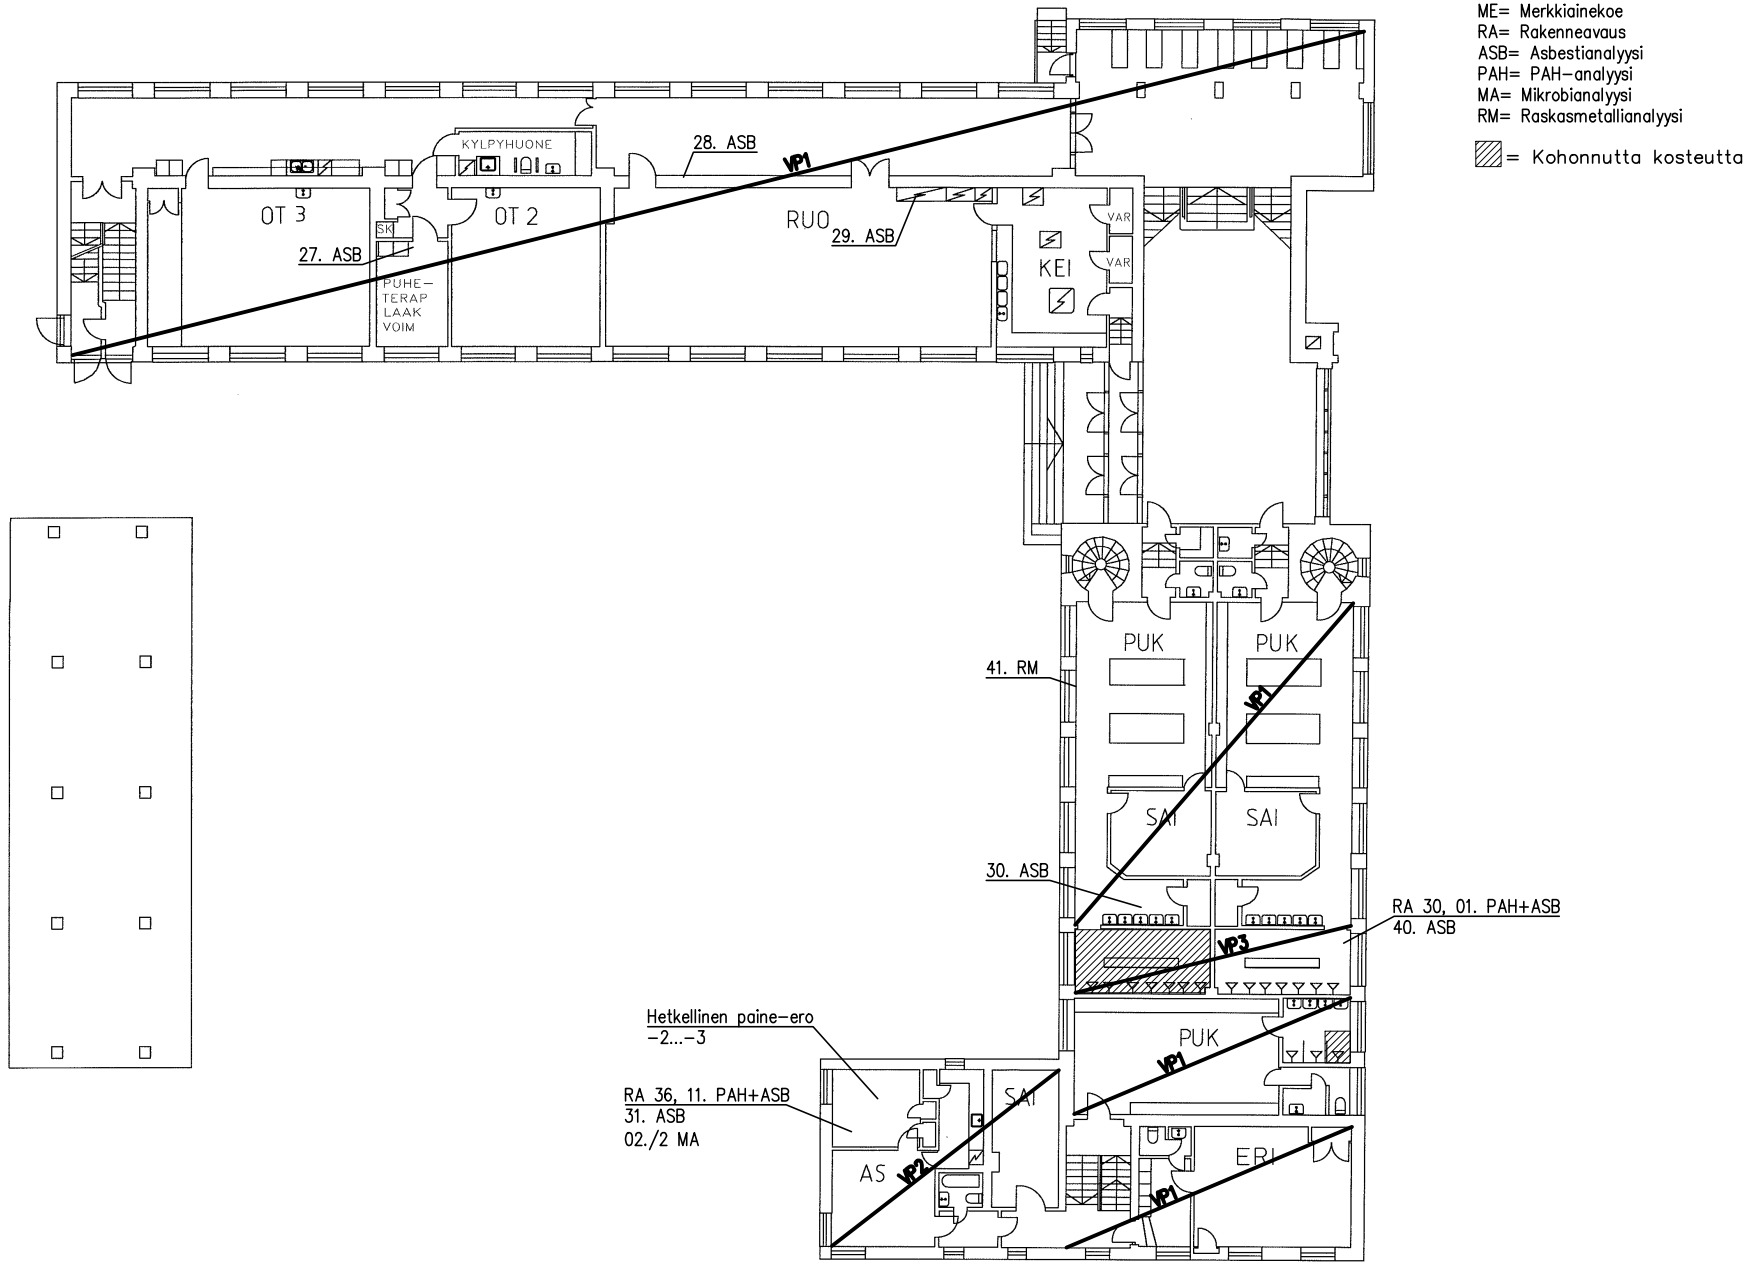 ME= Merkkiainekoe
RA= Rakenneavaus
ASB= Asbestianalyysi
PAH= PAH-analyysi
MA= Mikrobianalyysi
RM= Raskasmetallianalyysi
= Kohonnutta kosteutta
KYLPYHUONE
28. ASB
VP1
OT 3
SK
OT 2
RUO
29. ASB
27. ASB
PUHE-
TERAP
LAAK
VOIM
KEI
VAR
VAR
PUK
PUK
41. RM
VP1
SAI
SAI
30. ASB
RA 30, 01. PAH+ASB
40. ASB
VP3
Hetkellinen paine-ero
-2...-3
PUK
VP1
RA 36, 11. PAH+ASB
31. ASB
02./2 MA
SAI
AS
VP2
ERI
VP1